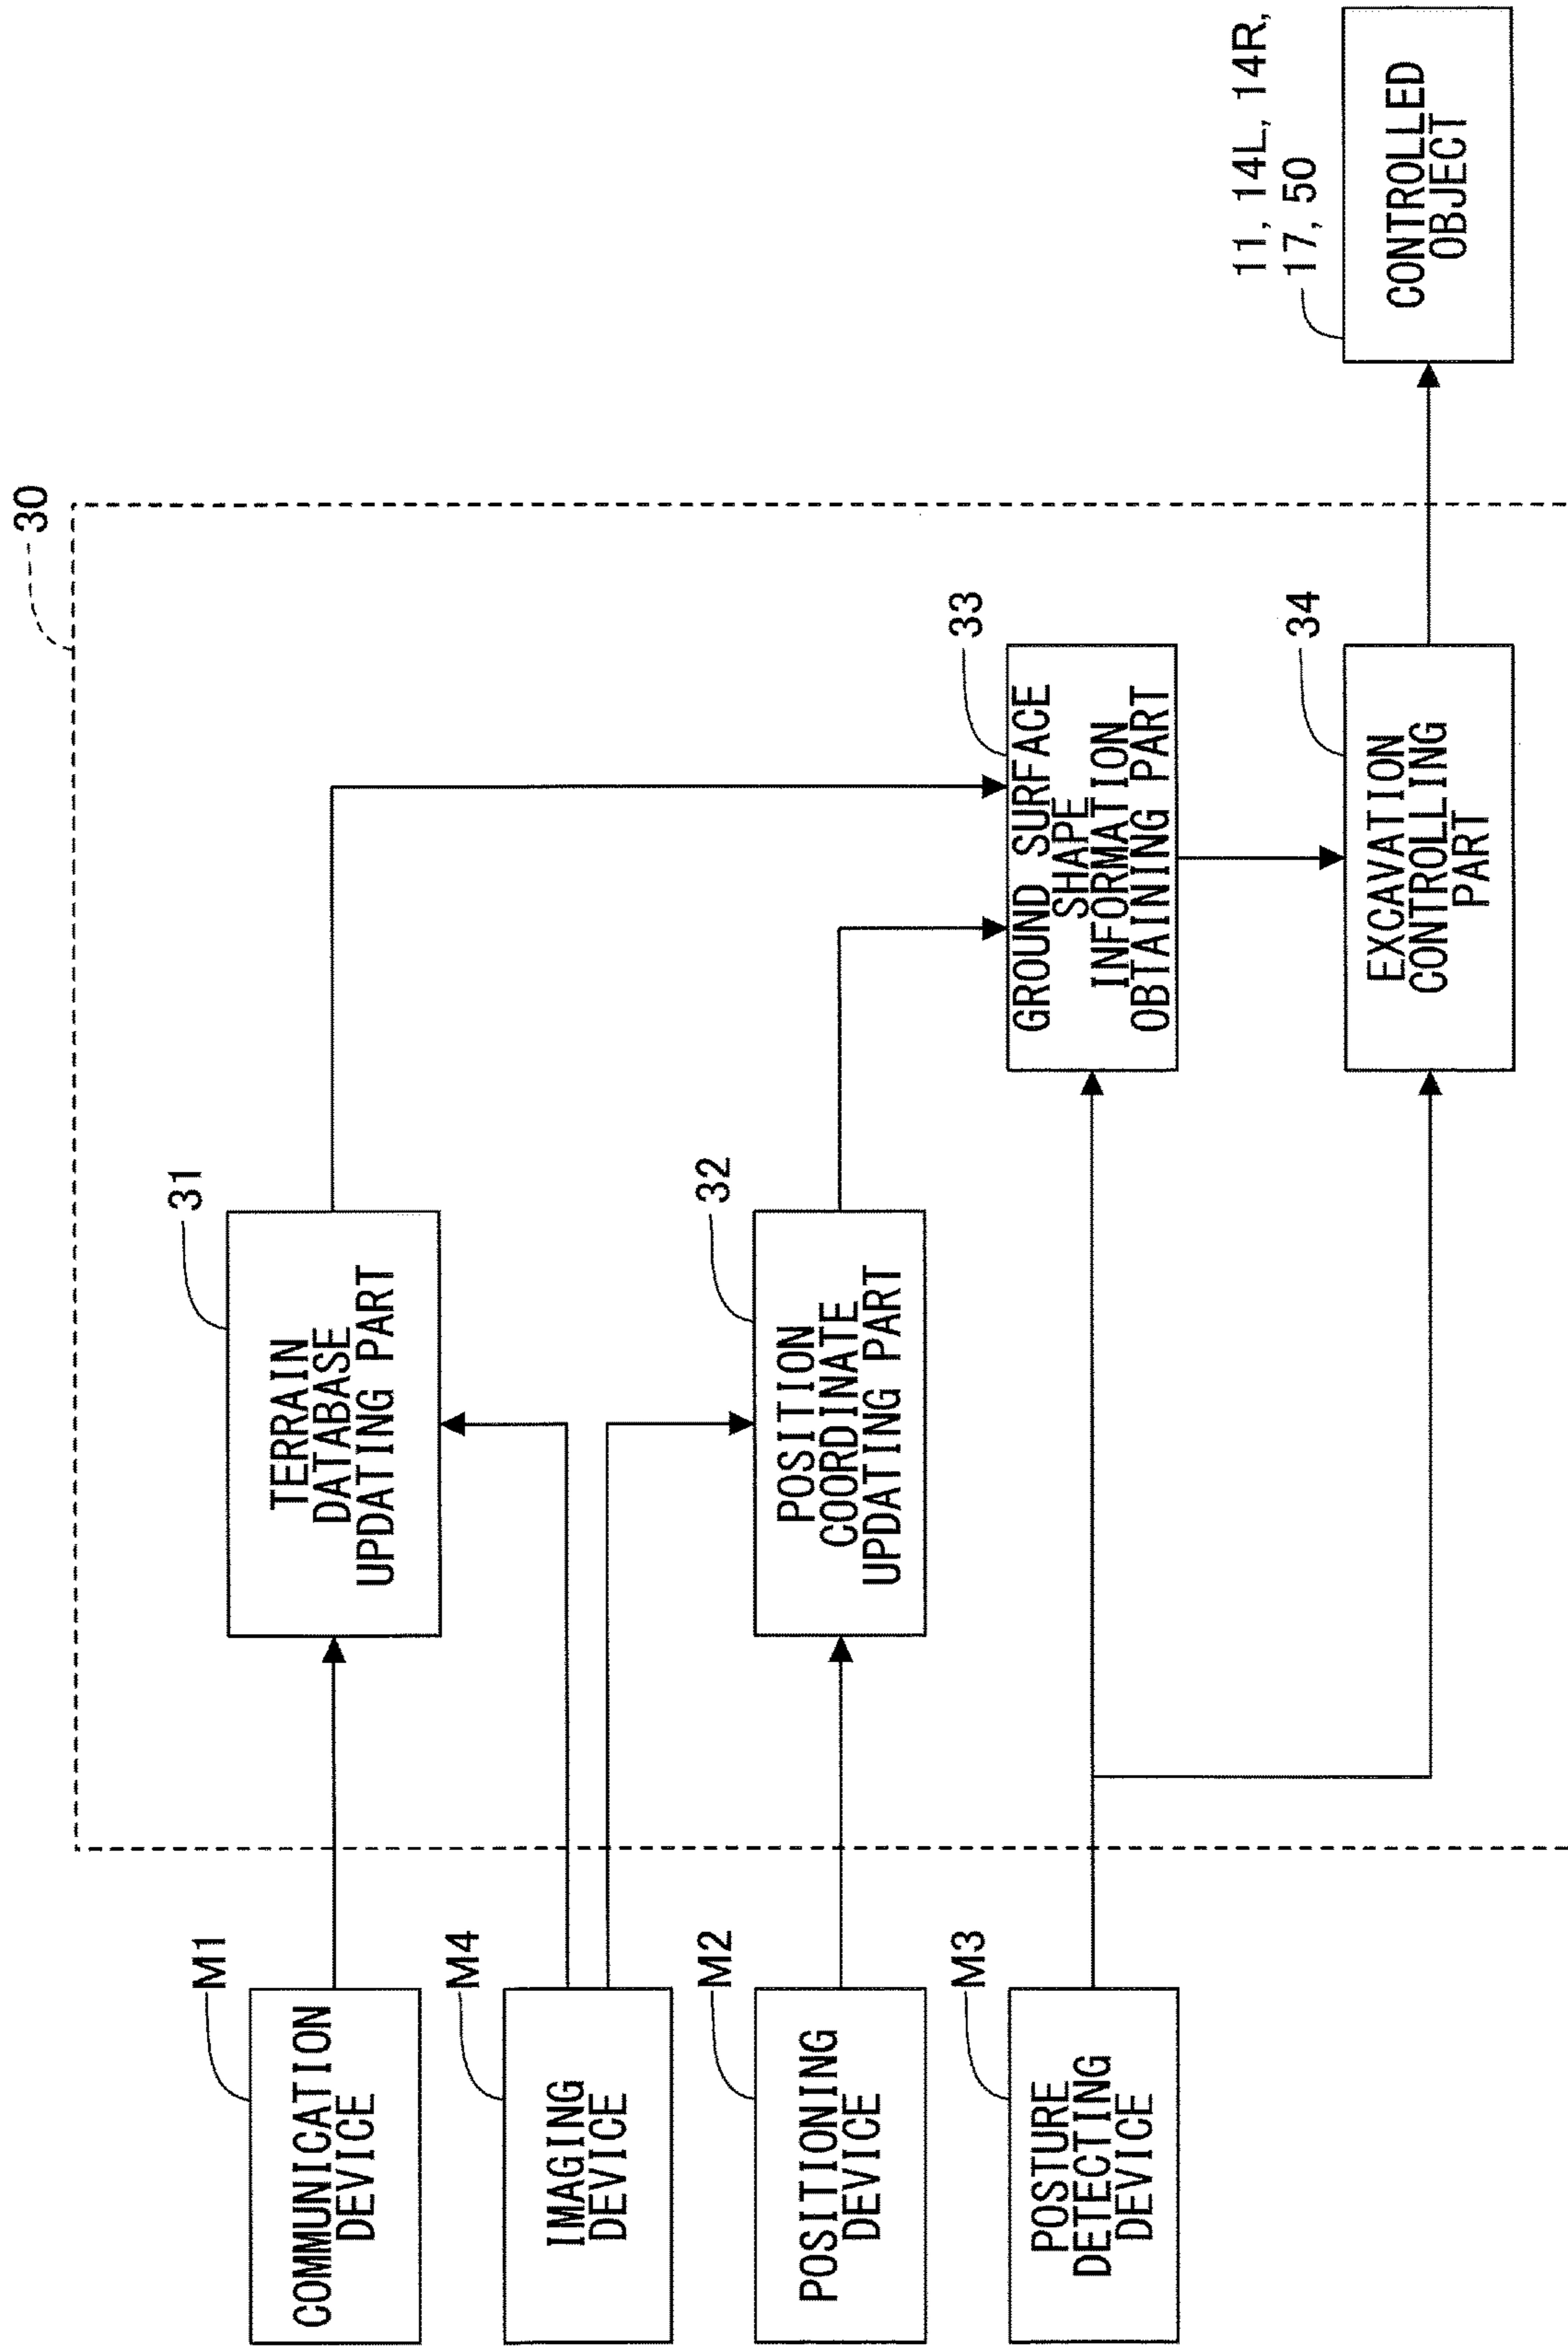 30
M1
COMMUNICATION
DEVICE
31
TERRAIN
DATABASE
UPDATING PART
M4
IMAGING
DEVICE
M2
POSITIONING
DEVICE
32
POSITION
COORDINATE
UPDATING PART
M3
POSTURE
DETECTING
DEVICE
33
GROUND SURFACE
SHAPE
INFORMATION
OBTAINING PART
34
EXCAVATION
CONTROLLING
PART
11, 14L, 14R,
17, 50
CONTROLLED
OBJECT